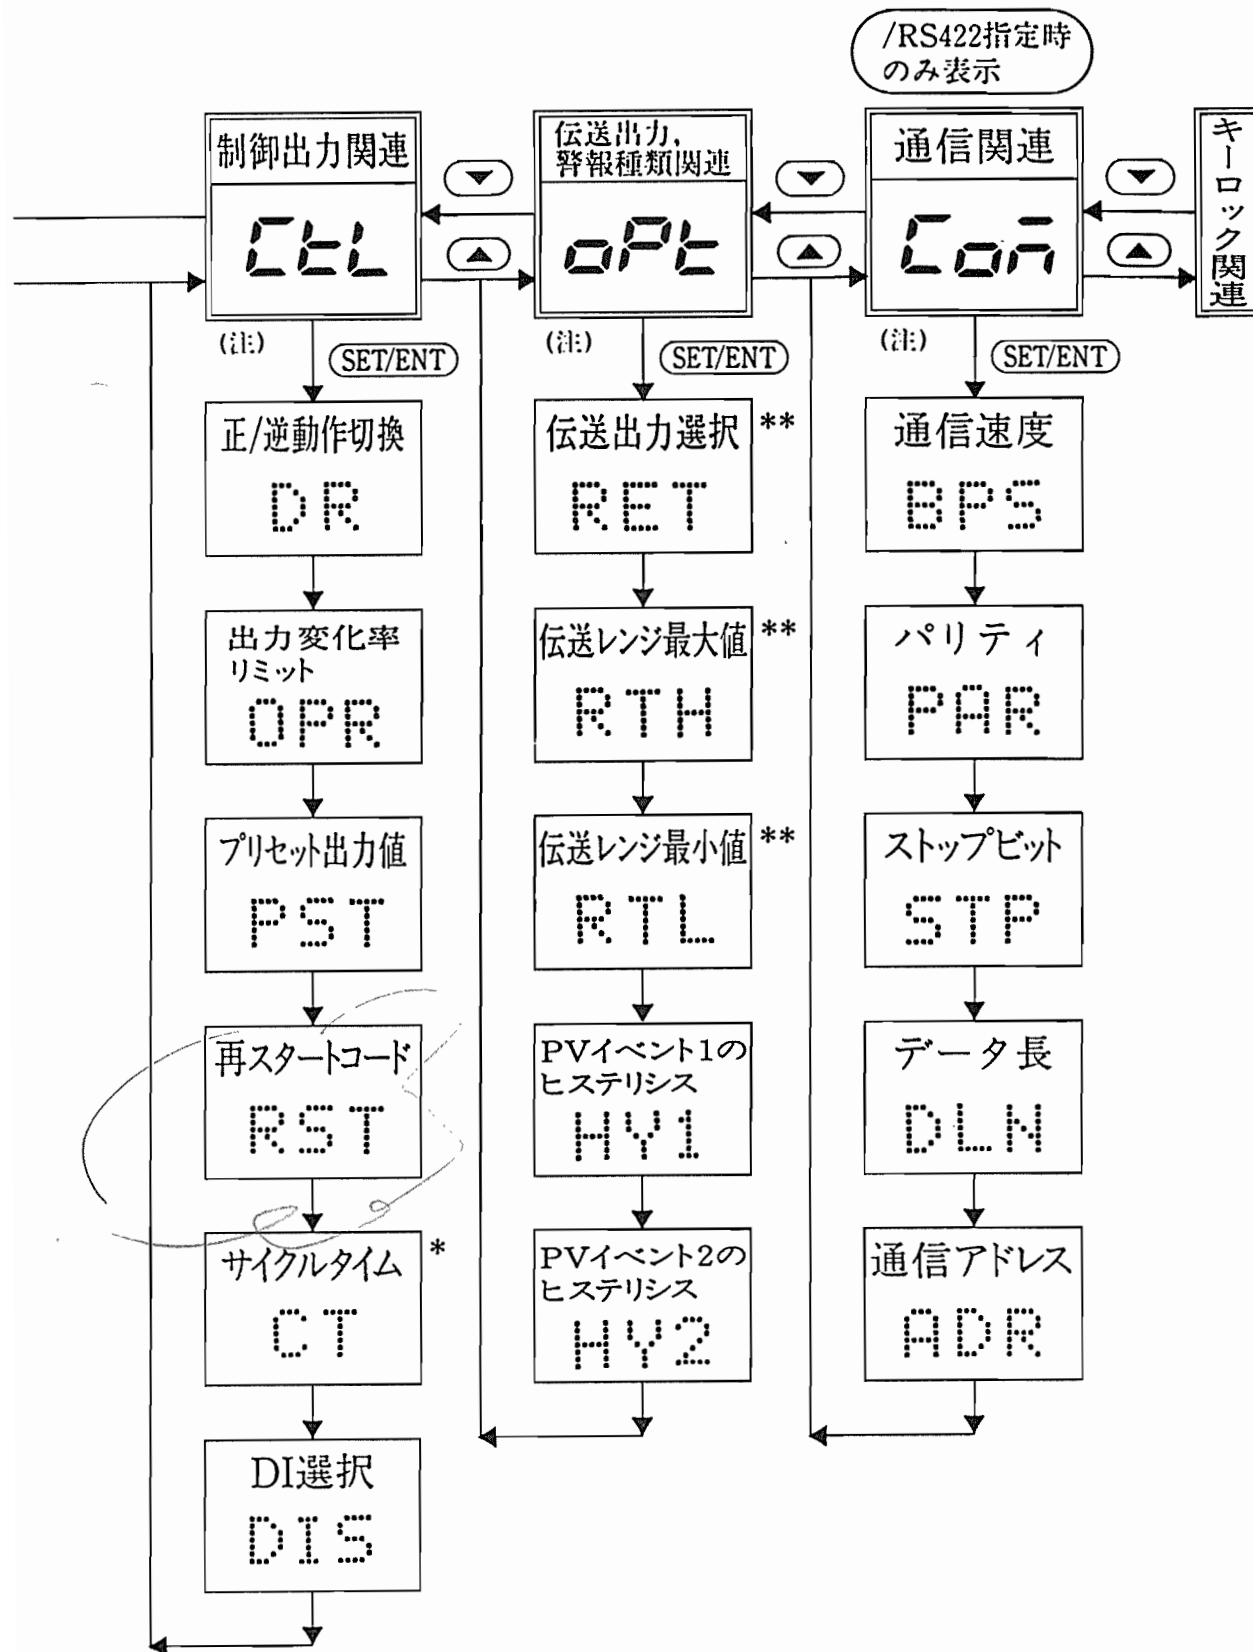 /RS422指定時
のみ表示
制御出力関連
CtL
(注)
SET/ENT
正/逆動作切換
DR
出力変化率
リミット
OPR
プリセット出力値
PST
再スタートコード
RST
サイクルタイム *
CT
DI選択
DIS
伝送出力,
警報種類関連
oPt
(注)
SET/ENT
伝送出力選択 **
RET
伝送レンジ最大値 **
RTH
伝送レンジ最小値 **
RTL
PVイベント1の
ヒステリシス
HY1
PVイベント2の
ヒステリシス
HY2
通信関連
Com
(注)
SET/ENT
通信速度
BPS
パリティ
PAR
ストップビット
STP
データ長
DLN
通信アドレス
ADR
キーロック関連